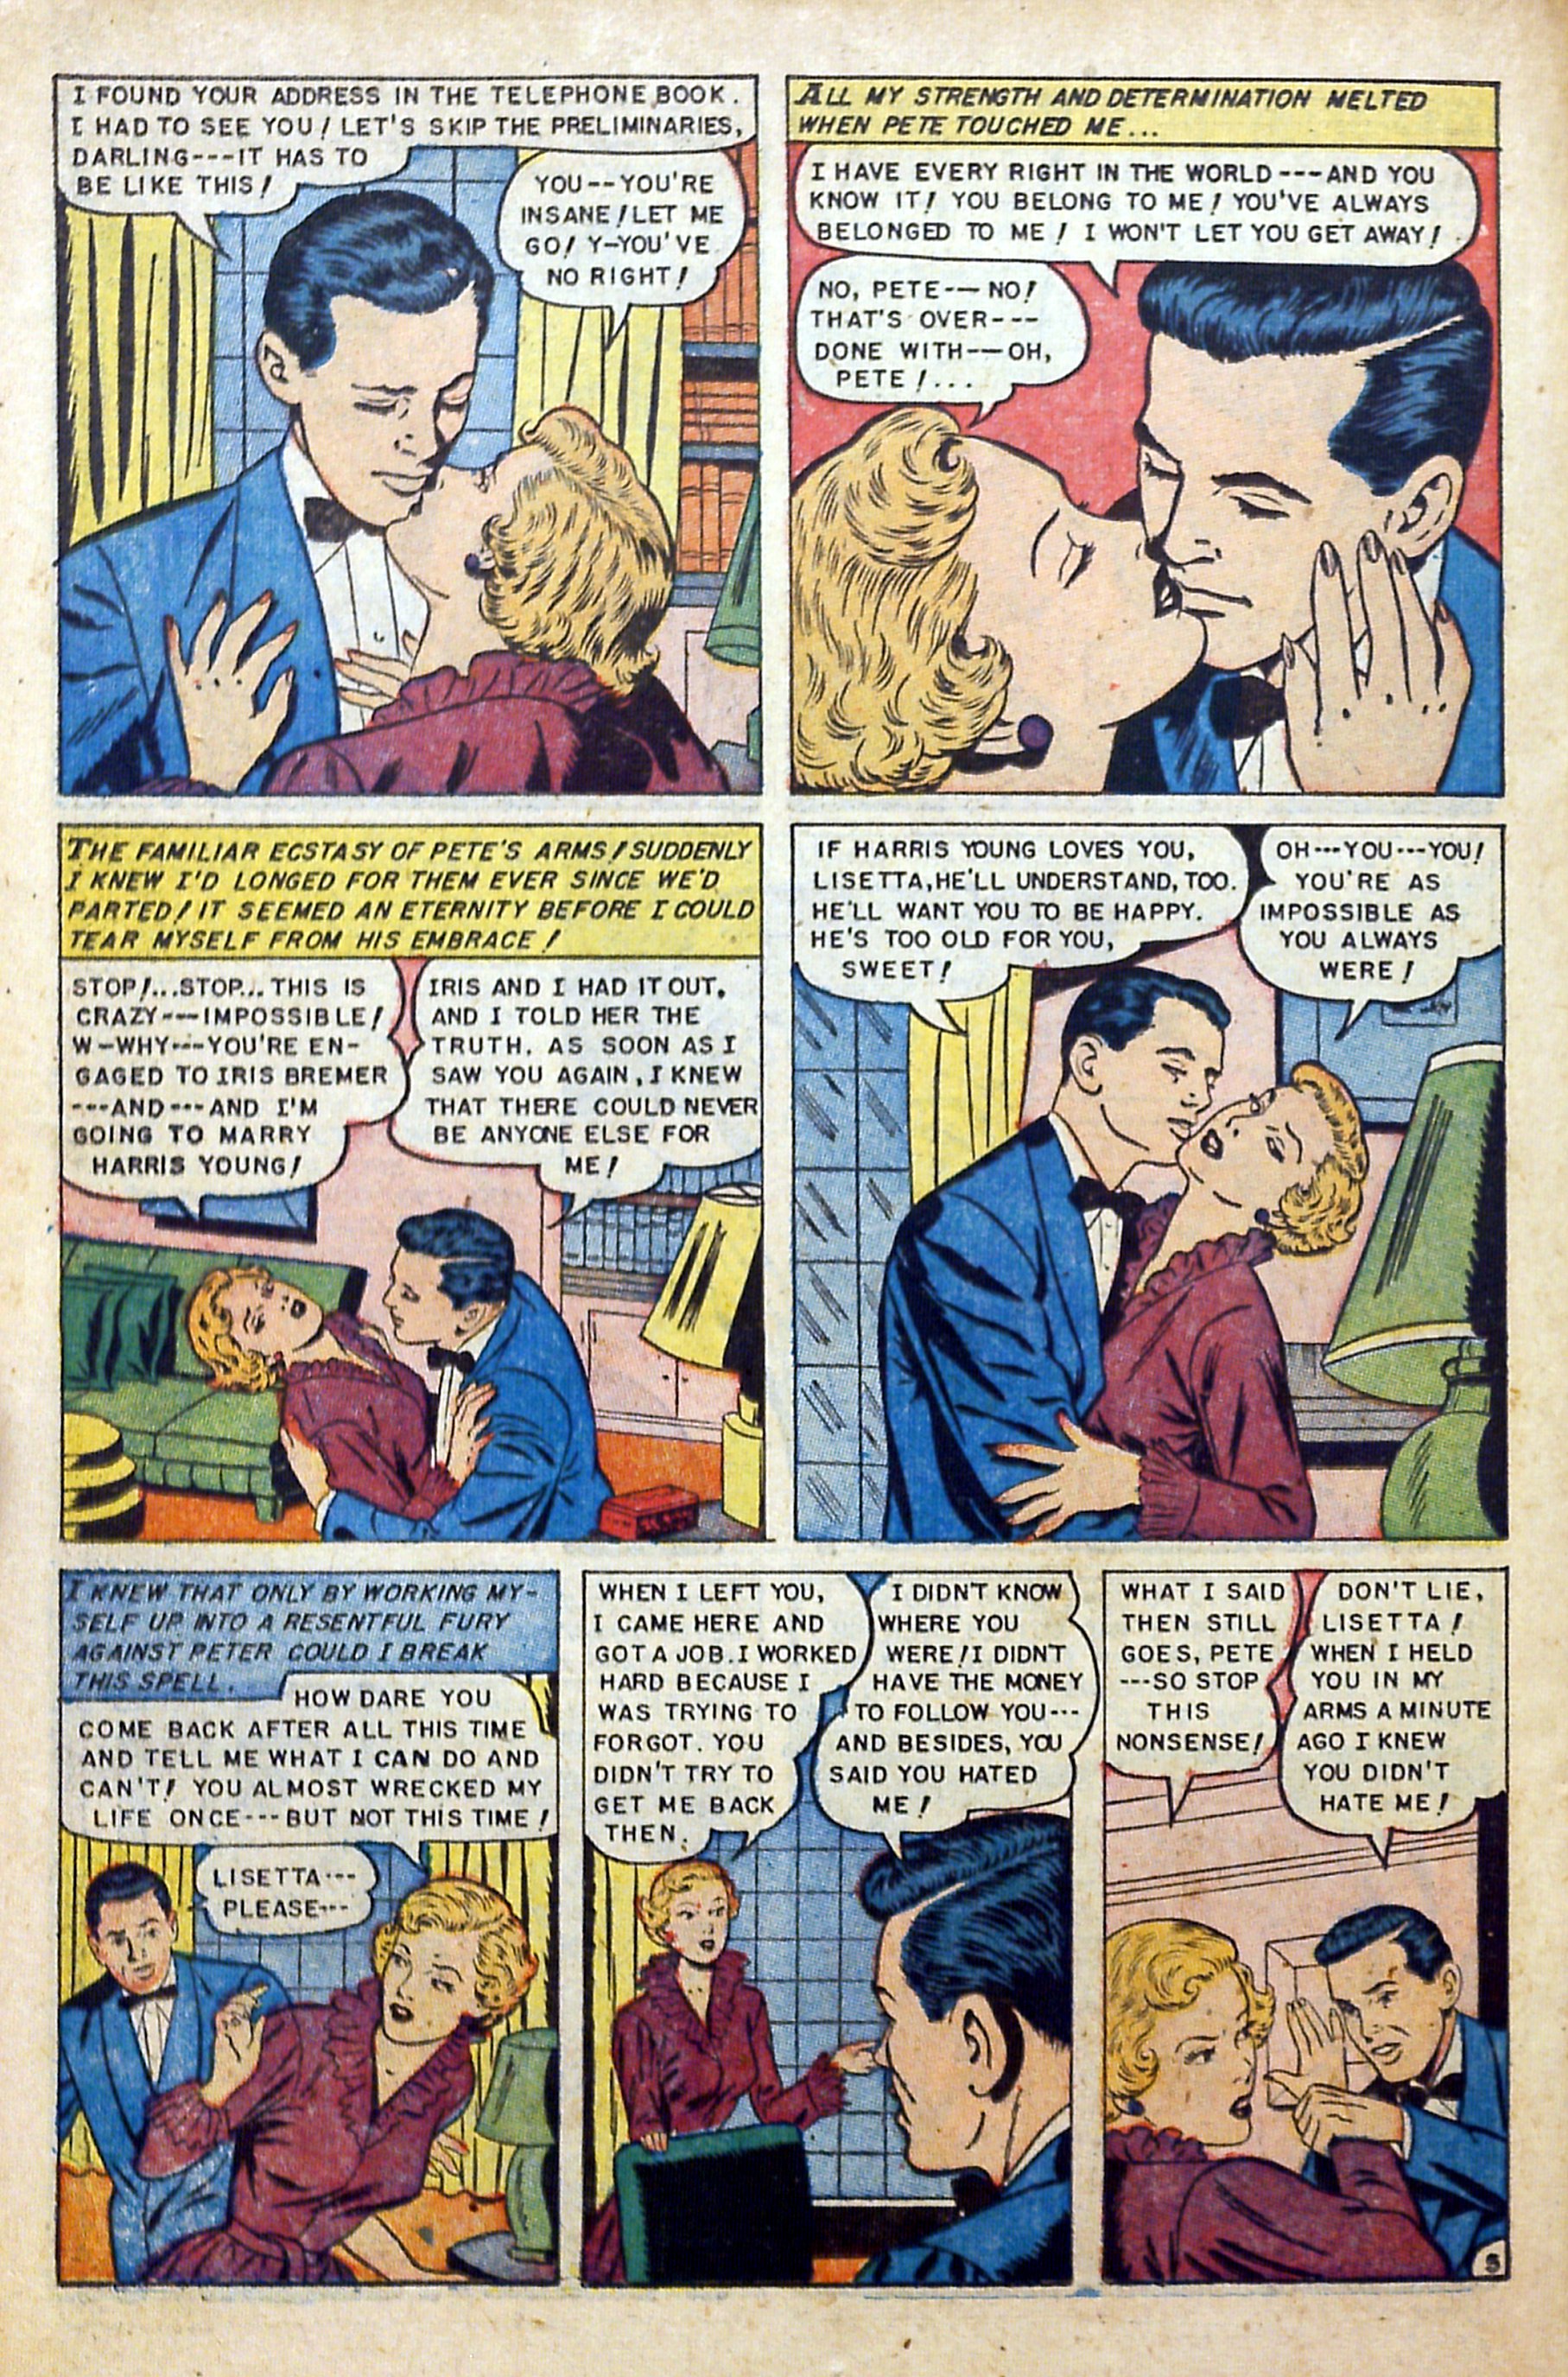 I FOUND YOUR ADDRESS IN THE TELEPHONE BOOK.
I HAD TO SEE YOU! LET'S SKIP THE PRELIMINARIES,
DARLING---IT HAS TO
BE LIKE THIS!
YOU--YOU'RE
INSANE! LET ME
GO! Y-YOU'VE
NO RIGHT!
ALL MY STRENGTH AND DETERMINATION MELTED
WHEN PETE TOUCHED ME...
I HAVE EVERY RIGHT IN THE WORLD---AND YOU
KNOW IT! YOU BELONG TO ME! YOU'VE ALWAYS
BELONGED TO ME! I WON'T LET YOU GET AWAY!
NO, PETE--NO!
THAT'S OVER---
DONE WITH--OH,
PETE!...
THE FAMILIAR ECSTASY OF PETE'S ARMS! SUDDENLY
I KNEW I'D LONGED FOR THEM EVER SINCE WE'D
PARTED! IT SEEMED AN ETERNITY BEFORE I COULD
TEAR MYSELF FROM HIS EMBRACE!
STOP!...STOP...THIS IS
CRAZY---IMPOSSIBLE!
W-WHY---YOU'RE EN-
GAGED TO IRIS BREMER
---AND---AND I'M
GOING TO MARRY
HARRIS YOUNG!
IRIS AND I HAD IT OUT,
AND I TOLD HER THE
TRUTH. AS SOON AS I
SAW YOU AGAIN, I KNEW
THAT THERE COULD NEVER
BE ANYONE ELSE FOR
ME!
IF HARRIS YOUNG LOVES YOU,
LISETTA, HE'LL UNDERSTAND, TOO.
HE'LL WANT YOU TO BE HAPPY.
HE'S TOO OLD FOR YOU,
SWEET!
OH---YOU---YOU!
YOU'RE AS
IMPOSSIBLE AS
YOU ALWAYS
WERE!
I KNEW THAT ONLY BY WORKING MY-
SELF UP INTO A RESENTFUL FURY
AGAINST PETER COULD I BREAK
THIS SPELL.
HOW DARE YOU
COME BACK AFTER ALL THIS TIME
AND TELL ME WHAT I CAN DO AND
CAN'T! YOU ALMOST WRECKED MY
LIFE ONCE---BUT NOT THIS TIME!
LISETTA---
PLEASE---
WHEN I LEFT YOU,
I CAME HERE AND
GOT A JOB. I WORKED
HARD BECAUSE I
WAS TRYING TO
FORGOT. YOU
DIDN'T TRY TO
GET ME BACK
THEN.
I DIDN'T KNOW
WHERE YOU
WERE! I DIDN'T
HAVE THE MONEY
TO FOLLOW YOU---
AND BESIDES, YOU
SAID YOU HATED
ME!
WHAT I SAID
THEN STILL
GOES, PETE
---SO STOP
THIS
NONSENSE!
DON'T LIE,
LISETTA!
WHEN I HELD
YOU IN MY
ARMS A MINUTE
AGO I KNEW
YOU DIDN'T
HATE ME!